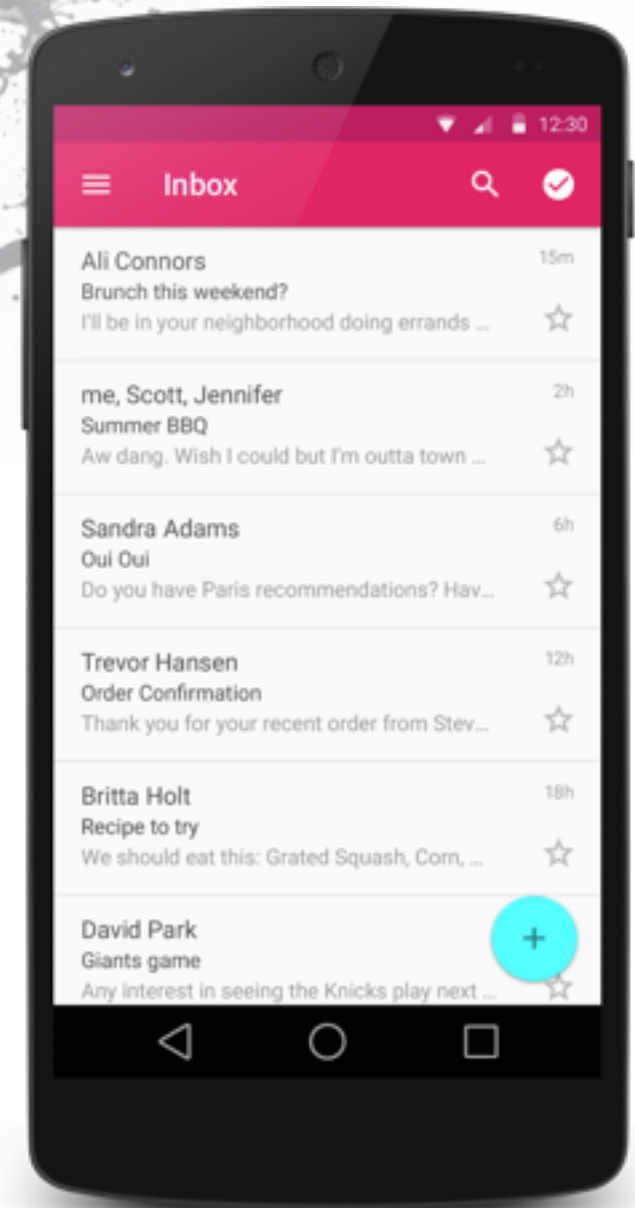 12:30
Inbox
Ali Connors 15m
Brunch this weekend?
I'll be in your neighborhood doing errands ...
me, Scott, Jennifer 2h
Summer BBQ
Aw dang. Wish I could but I'm outta town ...
Sandra Adams 6h
Oui Oui
Do you have Paris recommendations? Hav...
Trevor Hansen 12h
Order Confirmation
Thank you for your recent order from Stev...
Britta Holt 18h
Recipe to try
We should eat this: Grated Squash, Corn, ...
David Park
Giants game
Any interest in seeing the Knicks play next ...